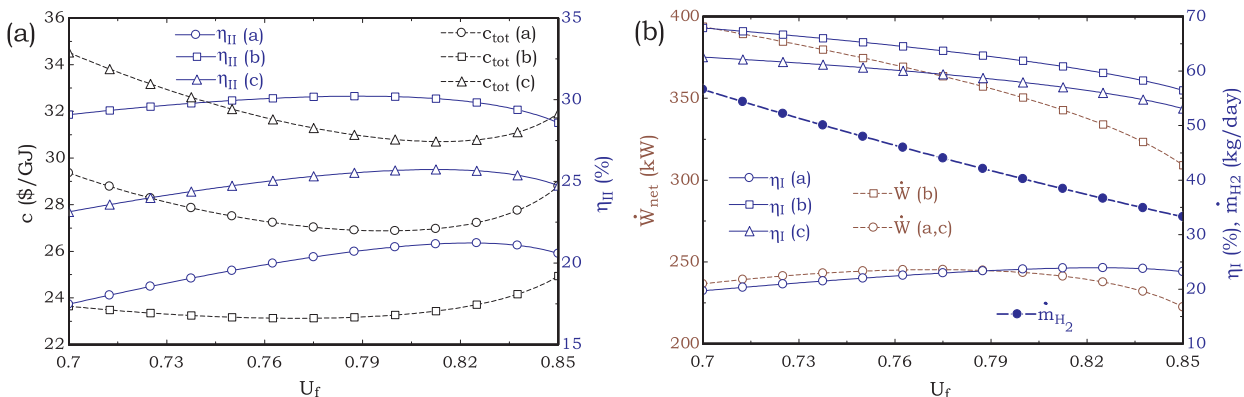 (a)
36
34
32
30
28
26
24
22
c ($/GJ)
η_II (a)
η_II (b)
η_II (c)
c_tot (a)
c_tot (b)
c_tot (c)
35
30
25
20
15
η_II (%)
0.7 0.73 0.76 0.79 0.82 0.85
U_f
(b)
400
350
300
250
200
Ẇ_net (kW)
η_I (a)
η_I (b)
η_I (c)
Ẇ (b)
Ẇ (a,c)
ṁ_H2
70
60
50
40
30
20
10
η_I (%), ṁ_H2 (kg/day)
0.7 0.73 0.76 0.79 0.82 0.85
U_f